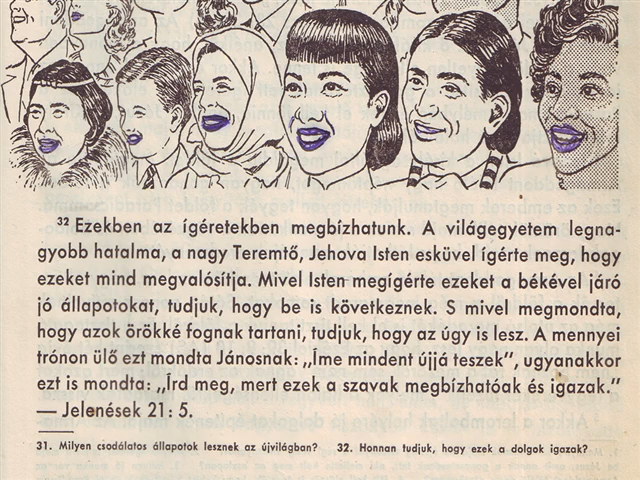 32 Ezekben az ígéretekben megbízhatunk. A világegyetem legna-
gyobb hatalma, a nagy Teremtő, Jehova Isten esküvel ígérte meg, hogy
ezeket mind megvalósítja. Mivel Isten megígérte ezeket a békével járó
jó állapotokat, tudjuk, hogy be is következnek. S mivel megmondta,
hogy azok örökké fognak tartani, tudjuk, hogy az úgy is lesz. A mennyei
trónon ülő ezt mondta Jánosnak: „Íme mindent újjá teszek”, ugyanakkor
ezt is mondta: „Írd meg, mert ezek a szavak megbízhatóak és igazak.”
— Jelenések 21: 5.
31. Milyen csodálatos állapotok lesznek az újvilágban? 32. Honnan tudjuk, hogy ezek a dolgok igazak?